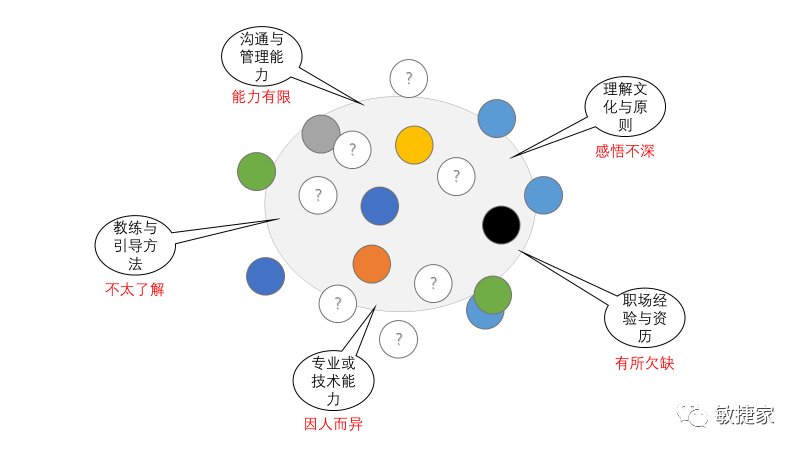 沟通与
管理能
力
能力有限
?
理解文
化与原
则
感悟不深
?
?
?
教练与
引导方
法
不太了解
?
?
?
职场经
验与资
历
有所欠缺
专业或
技术能
力
因人而异
敏捷家